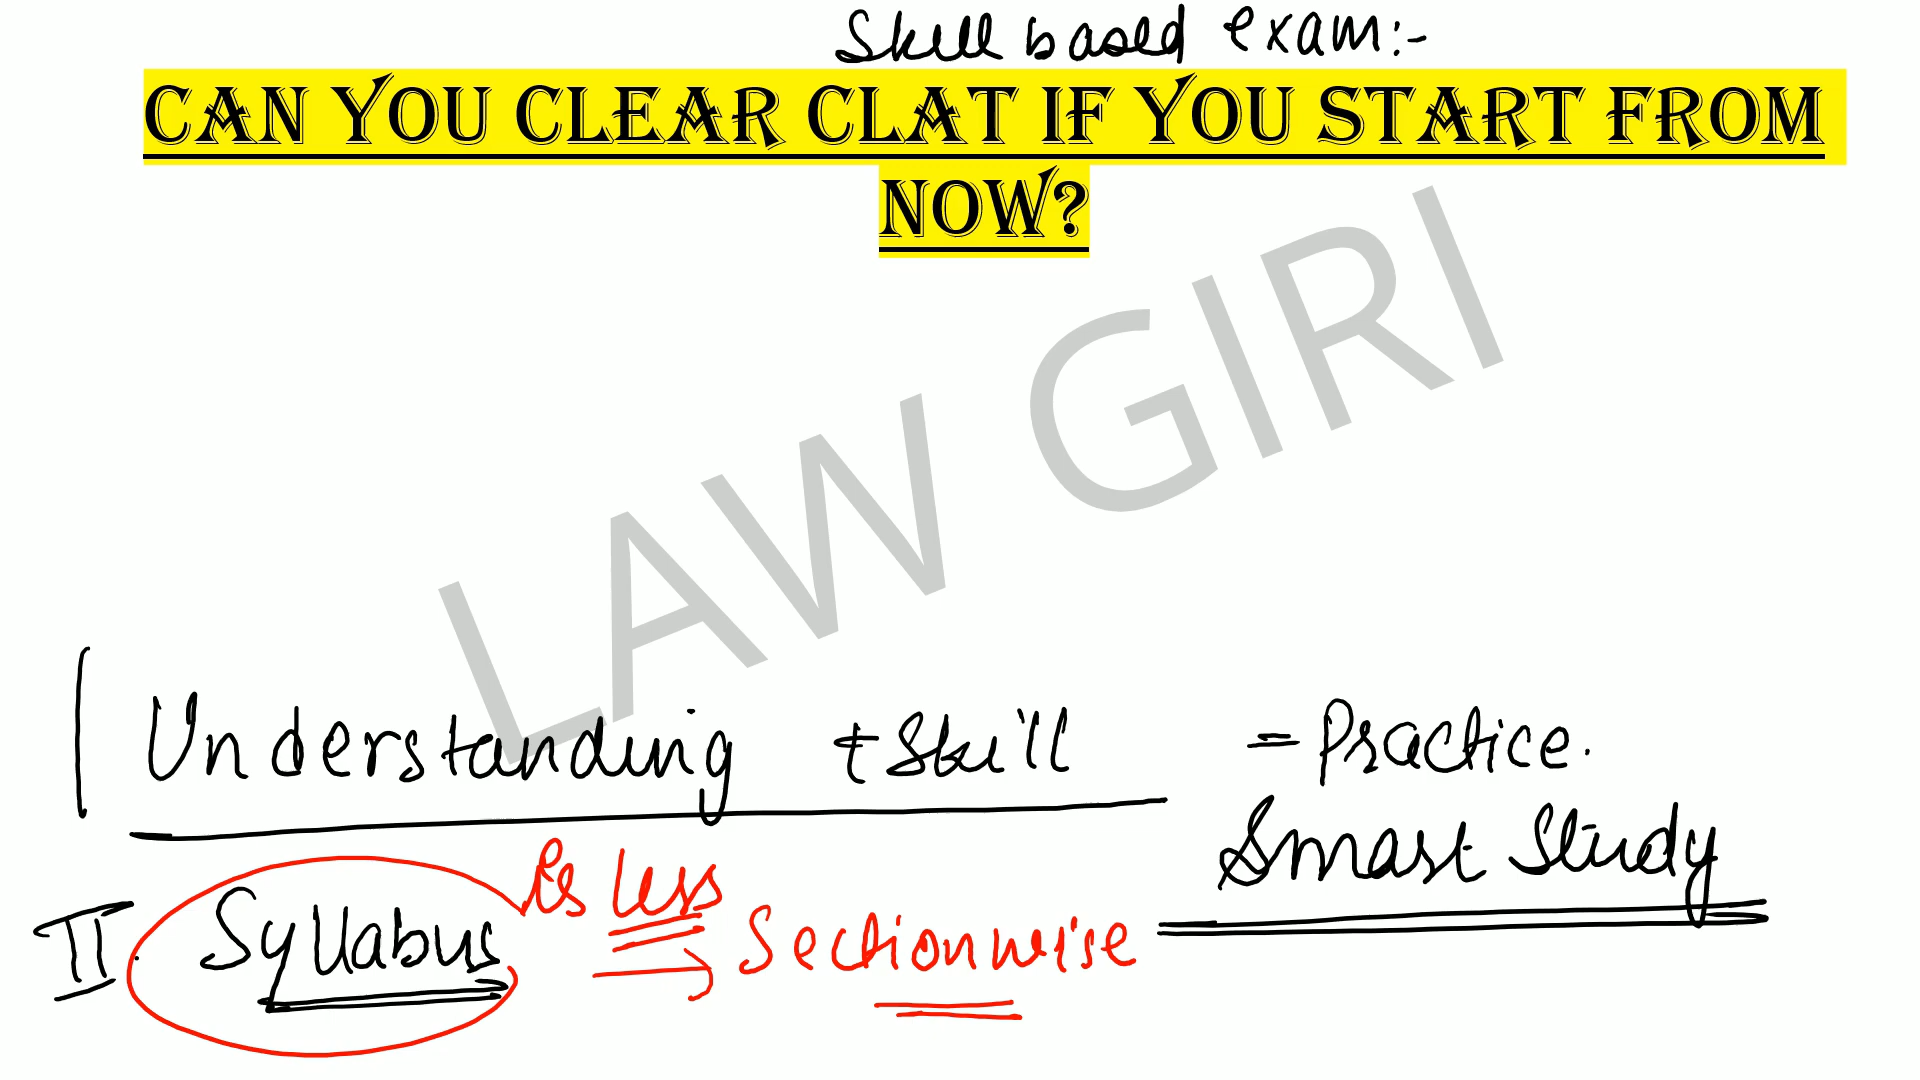 Skill based exam:-
CAN YOU CLEAR CLAT IF YOU START FROM
NOW?
LAW GIRI
Understanding + Skill = Practice.
Smart Study
II. Syllabus is less → Sectionwise